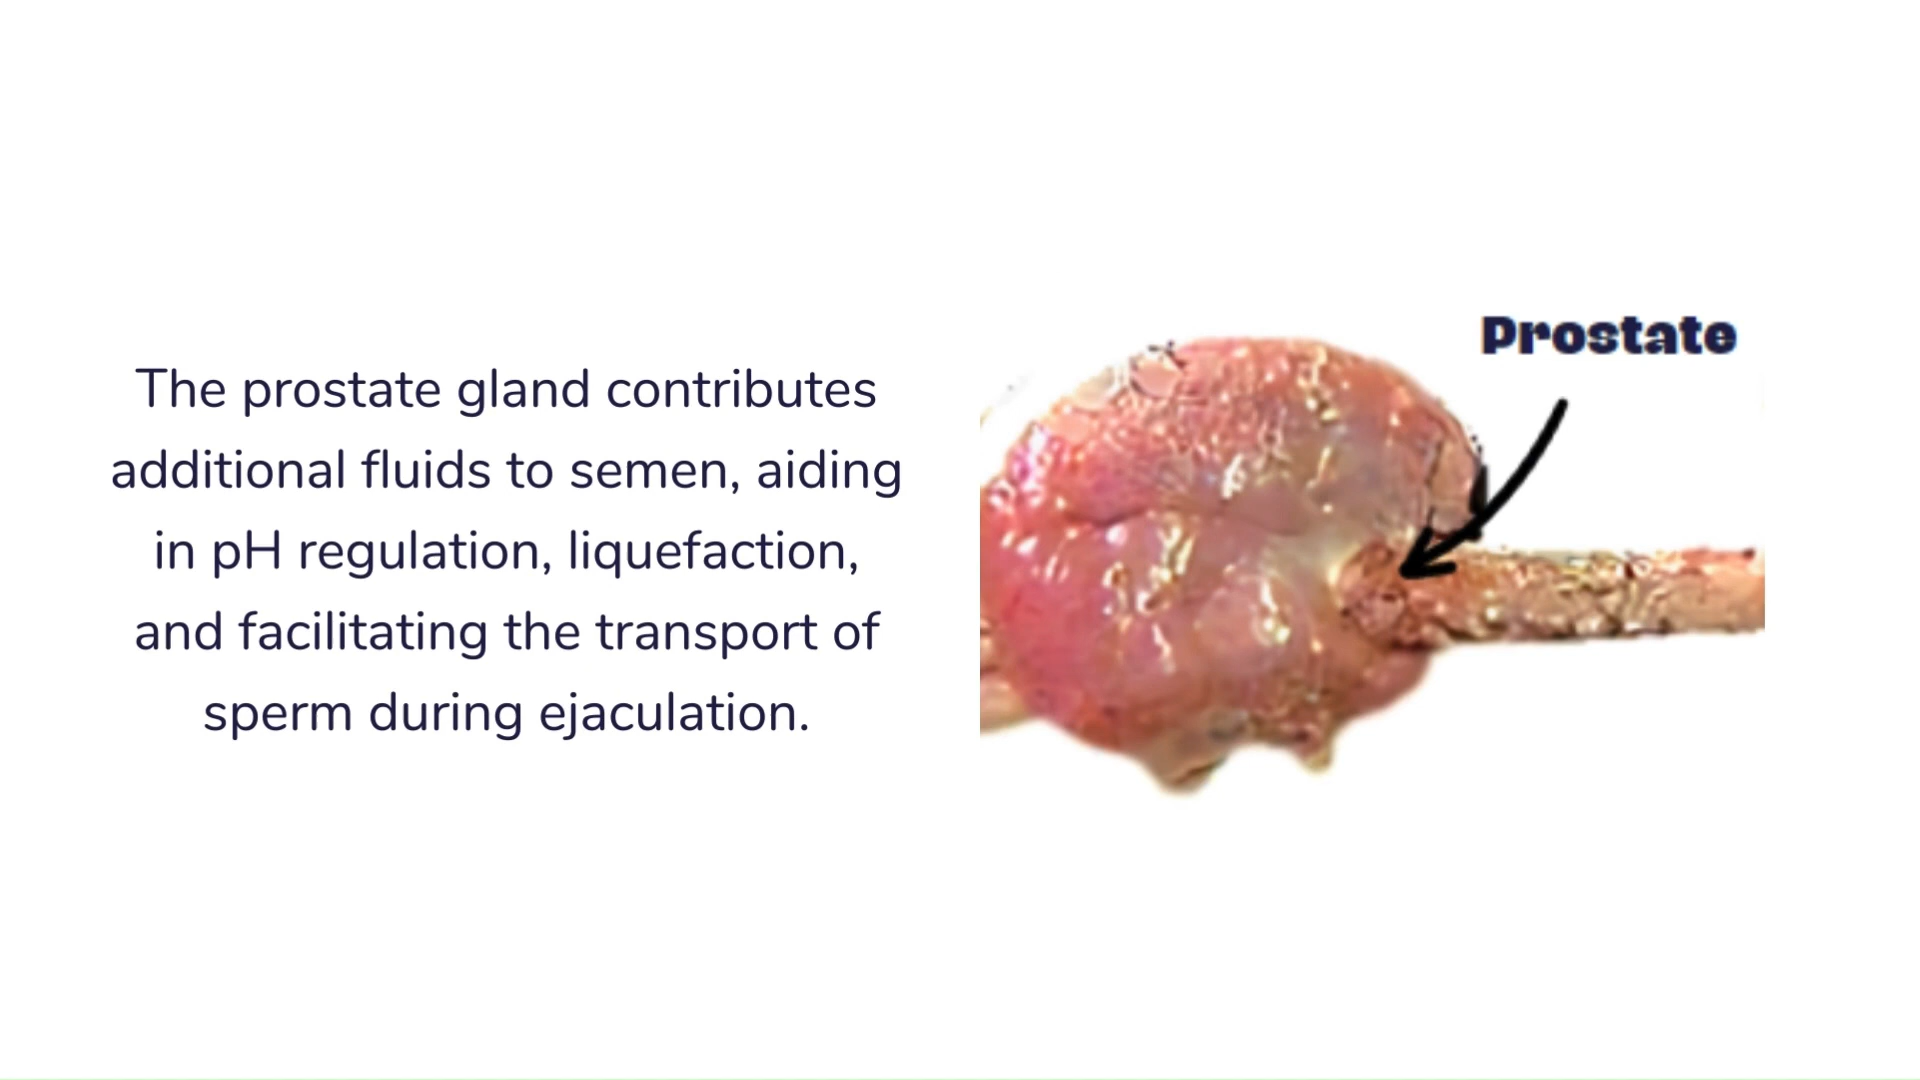 The prostate gland contributes
additional fluids to semen, aiding
in pH regulation, liquefaction,
and facilitating the transport of
sperm during ejaculation.
Prostate